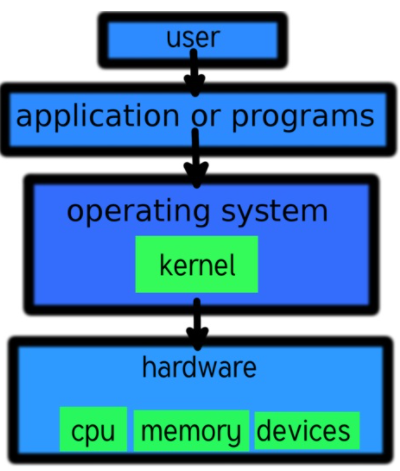 user
application or programs
operating system
kernel
hardware
cpu memory devices